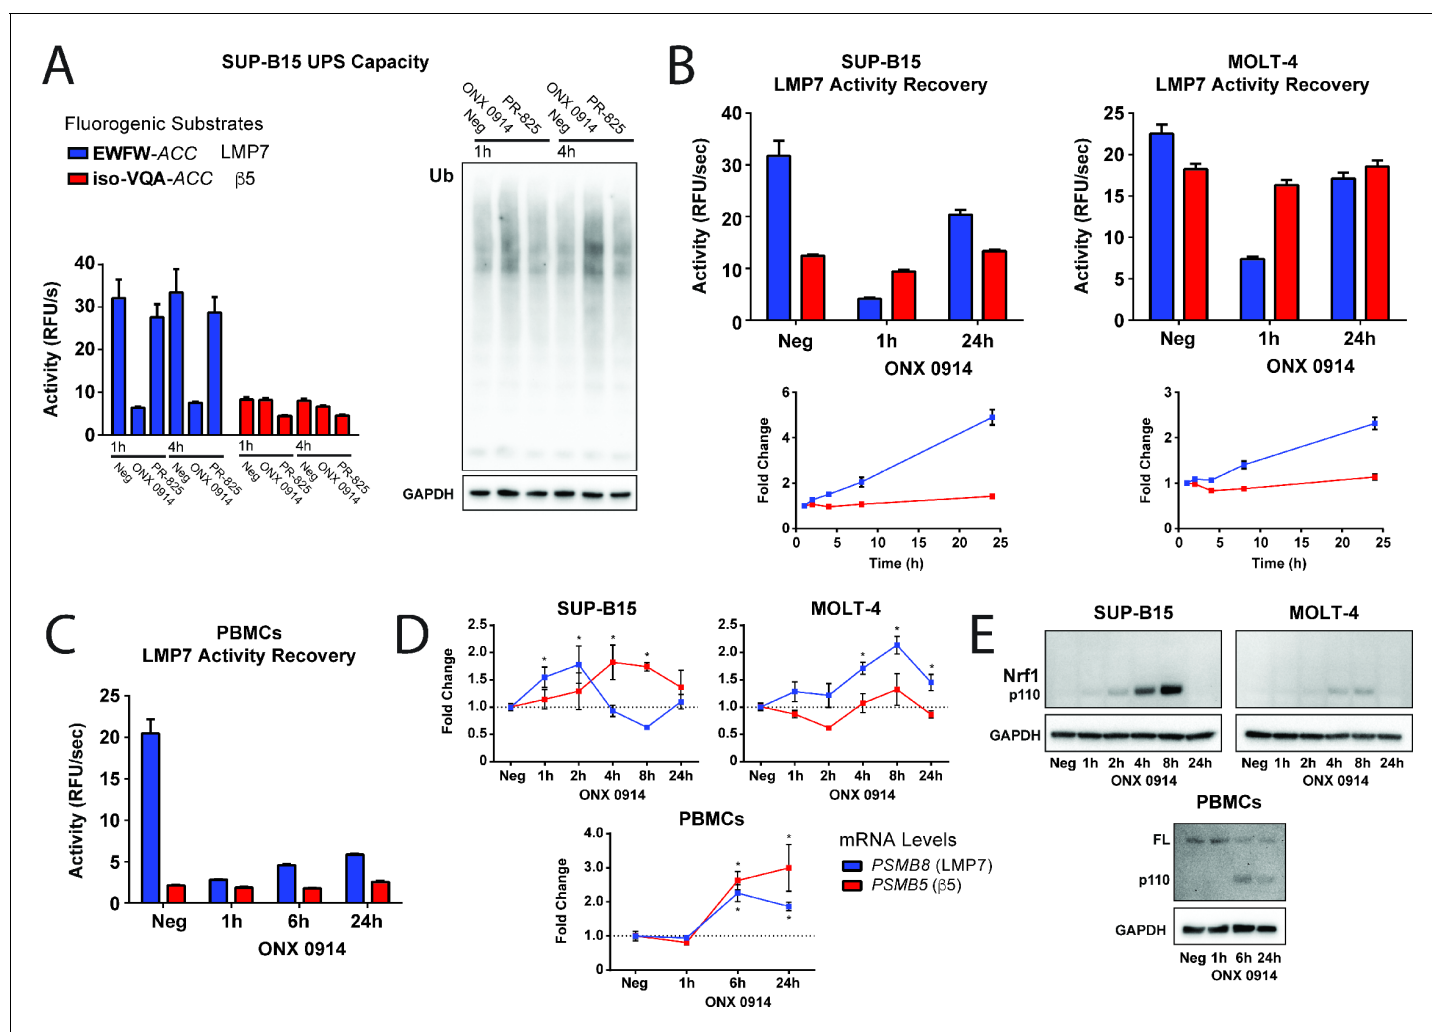 A
SUP-B15 UPS Capacity
Fluorogenic Substrates
EWFW-ACC LMP7
iso-VQA-ACC β5
Activity (RFU/s)
40
30
20
10
0
1h
4h
1h
4h
Neg
ONX 0914
PR-825
Neg
ONX 0914
PR-825
Neg
ONX 0914
PR-825
Neg
ONX 0914
PR-825
Neg
ONX 0914
PR-825
Neg
ONX 0914
PR-825
1h
4h
Ub
GAPDH
B
SUP-B15
LMP7 Activity Recovery
Activity (RFU/sec)
40
30
20
10
0
Neg 1h 24h
ONX 0914
Fold Change
6
4
2
0
0 5 10 15 20 25
Time (h)
MOLT-4
LMP7 Activity Recovery
Activity (RFU/sec)
25
20
15
10
5
0
Neg 1h 24h
ONX 0914
Fold Change
3
2
1
0
0 5 10 15 20 25
Time (h)
C
PBMCs
LMP7 Activity Recovery
Activity (RFU/sec)
25
20
15
10
5
0
Neg 1h 6h 24h
ONX 0914
D
SUP-B15
Fold Change
2.5
2.0
1.5
1.0
0.5
0
* * * *
Neg 1h 2h 4h 8h 24h
ONX 0914
MOLT-4
Fold Change
2.5
2.0
1.5
1.0
0.5
0
* * *
Neg 1h 2h 4h 8h 24h
ONX 0914
PBMCs
Fold Change
4.0
3.0
2.0
1.0
0
* *
* *
Neg 1h 6h 24h
ONX 0914
mRNA Levels
PSMB8 (LMP7)
PSMB5 (β5)
E
SUP-B15
MOLT-4
Nrf1
p110
GAPDH
Neg 1h 2h 4h 8h 24h
ONX 0914
Neg 1h 2h 4h 8h 24h
ONX 0914
PBMCs
FL
p110
GAPDH
Neg 1h 6h 24h
ONX 0914